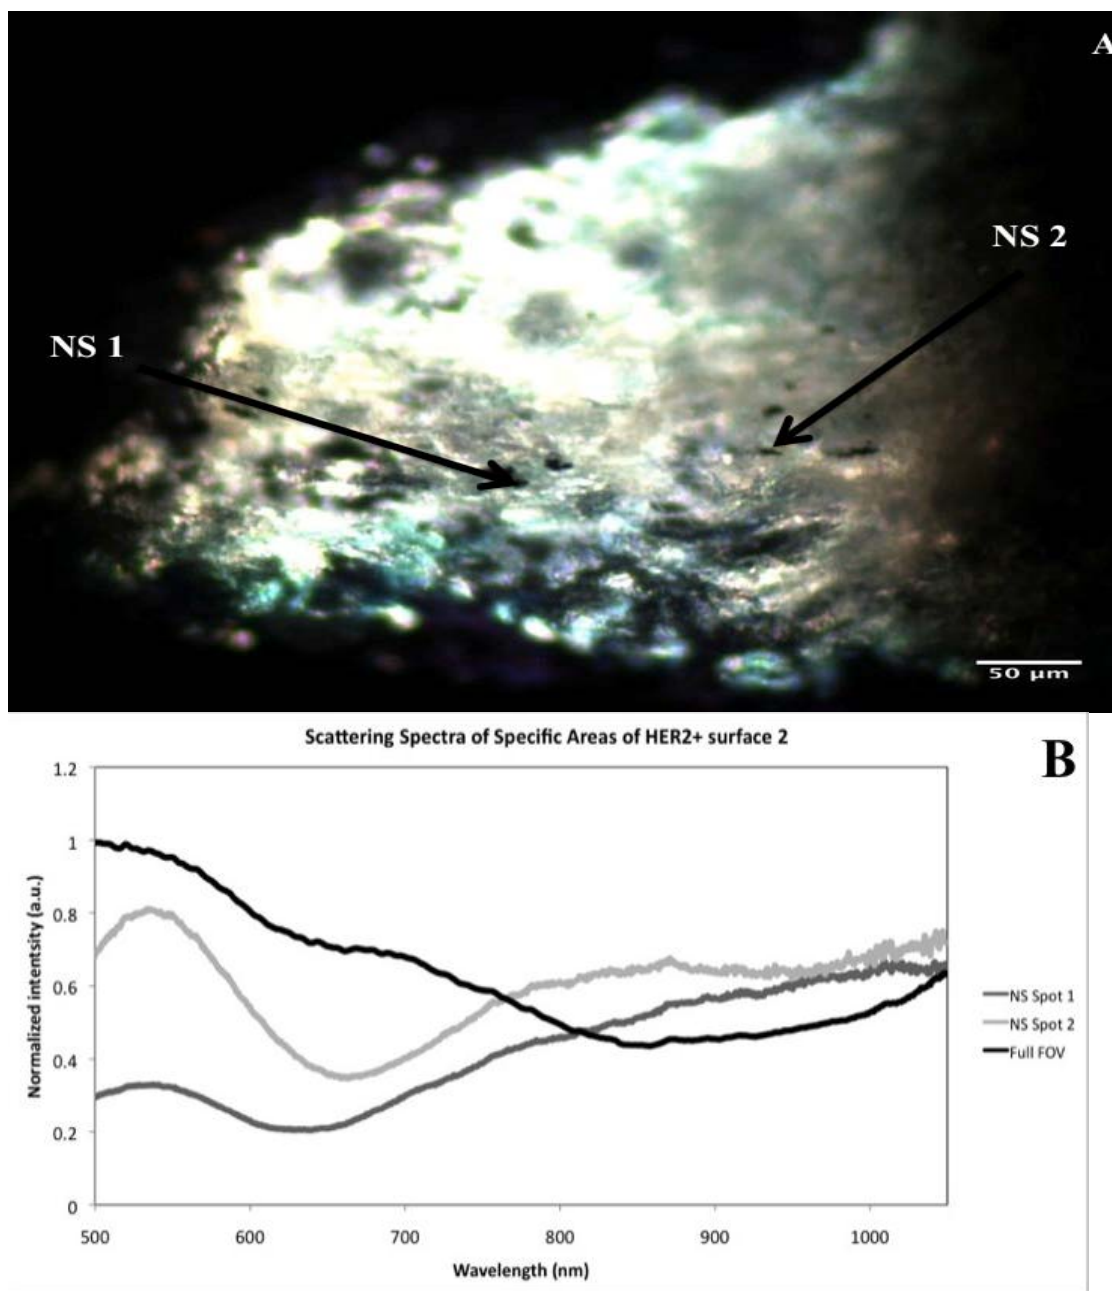 A
NS 2
NS 1
50 μm
Scattering Spectra of Specific Areas of HER2+ surface 2
B
1.2
1
0.8
0.6
0.4
0.2
0
Normalized intentsity (a.u.)
500 600 700 800 900 1000
Wavelength (nm)
NS Spot 1
NS Spot 2
Full FOV